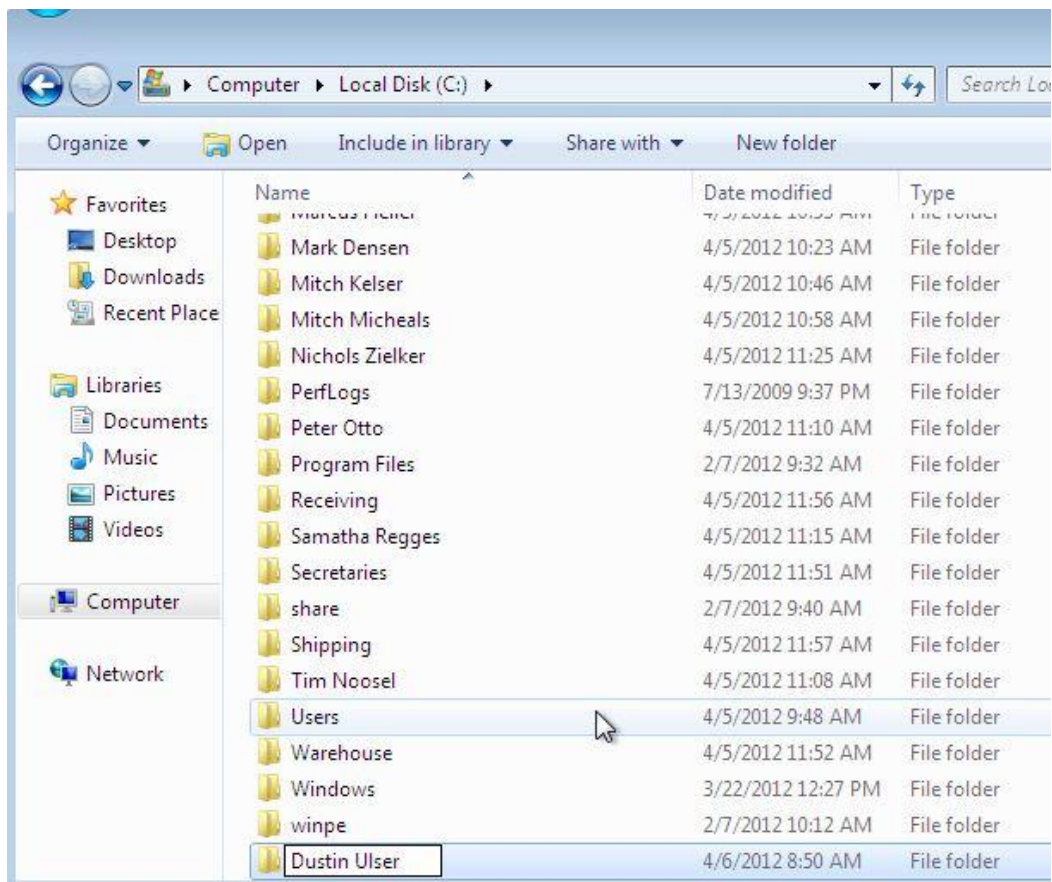 Computer ▸ Local Disk (C:) ▸ Search Loc
Organize Open Include in library Share with New folder
Favorites
Desktop
Downloads
Recent Place
Libraries
Documents
Music
Pictures
Videos
Computer
Network
Name Date modified Type
Mark Densen 4/5/2012 10:23 AM File folder
Mitch Kelser 4/5/2012 10:46 AM File folder
Mitch Micheals 4/5/2012 10:58 AM File folder
Nichols Zielker 4/5/2012 11:25 AM File folder
PerfLogs 7/13/2009 9:37 PM File folder
Peter Otto 4/5/2012 11:10 AM File folder
Program Files 2/7/2012 9:32 AM File folder
Receiving 4/5/2012 11:56 AM File folder
Samatha Regges 4/5/2012 11:15 AM File folder
Secretaries 4/5/2012 11:51 AM File folder
share 2/7/2012 9:40 AM File folder
Shipping 4/5/2012 11:57 AM File folder
Tim Noosel 4/5/2012 11:08 AM File folder
Users 4/5/2012 9:48 AM File folder
Warehouse 4/5/2012 11:52 AM File folder
Windows 3/22/2012 12:27 PM File folder
winpe 2/7/2012 10:12 AM File folder
Dustin Ulser 4/6/2012 8:50 AM File folder